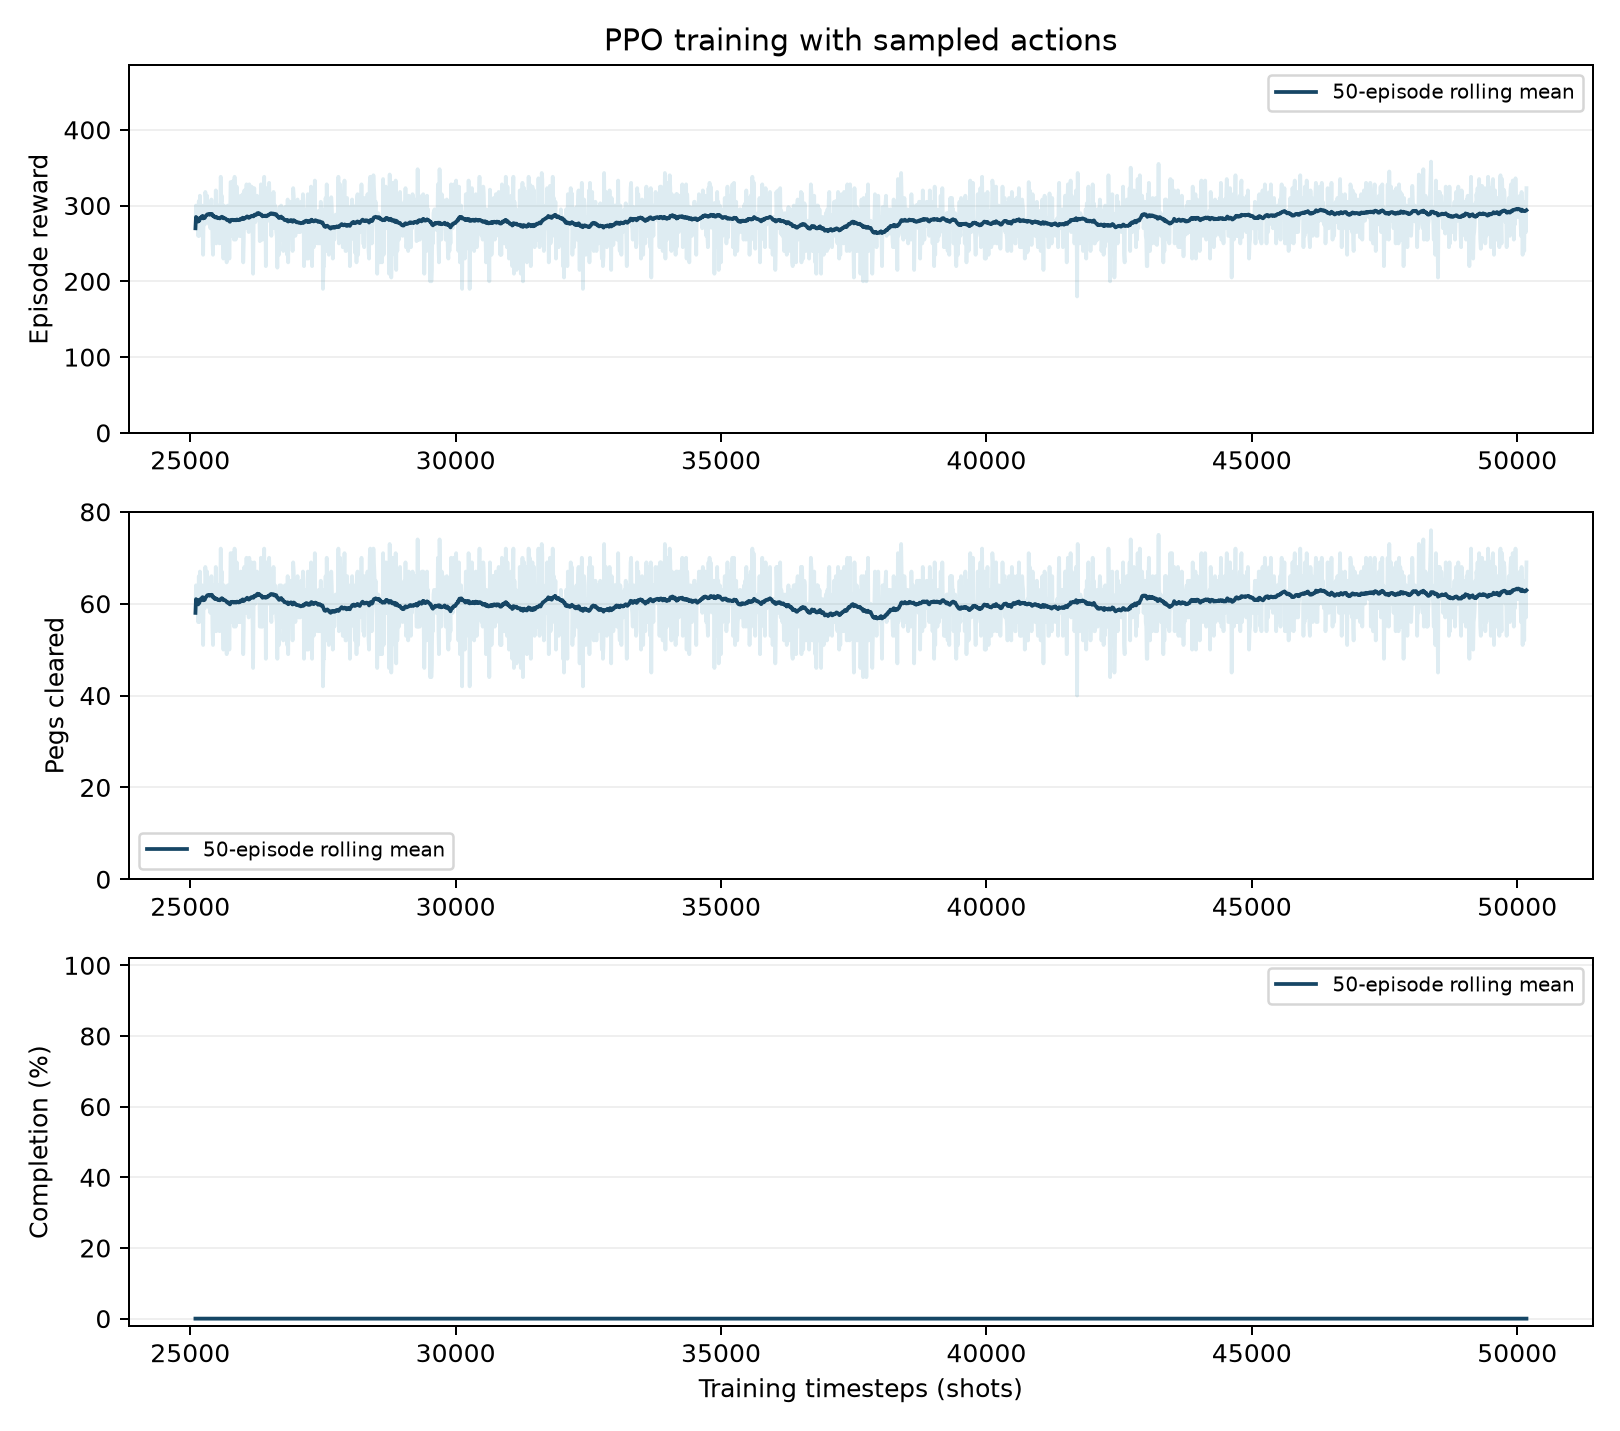 PPO training with sampled actions
50-episode rolling mean
Episode reward
400
300
200
100
0
25000 30000 35000 40000 45000 50000
Pegs cleared
80
60
40
20
0
50-episode rolling mean
25000 30000 35000 40000 45000 50000
50-episode rolling mean
Completion (%)
100
80
60
40
20
0
25000 30000 35000 40000 45000 50000
Training timesteps (shots)